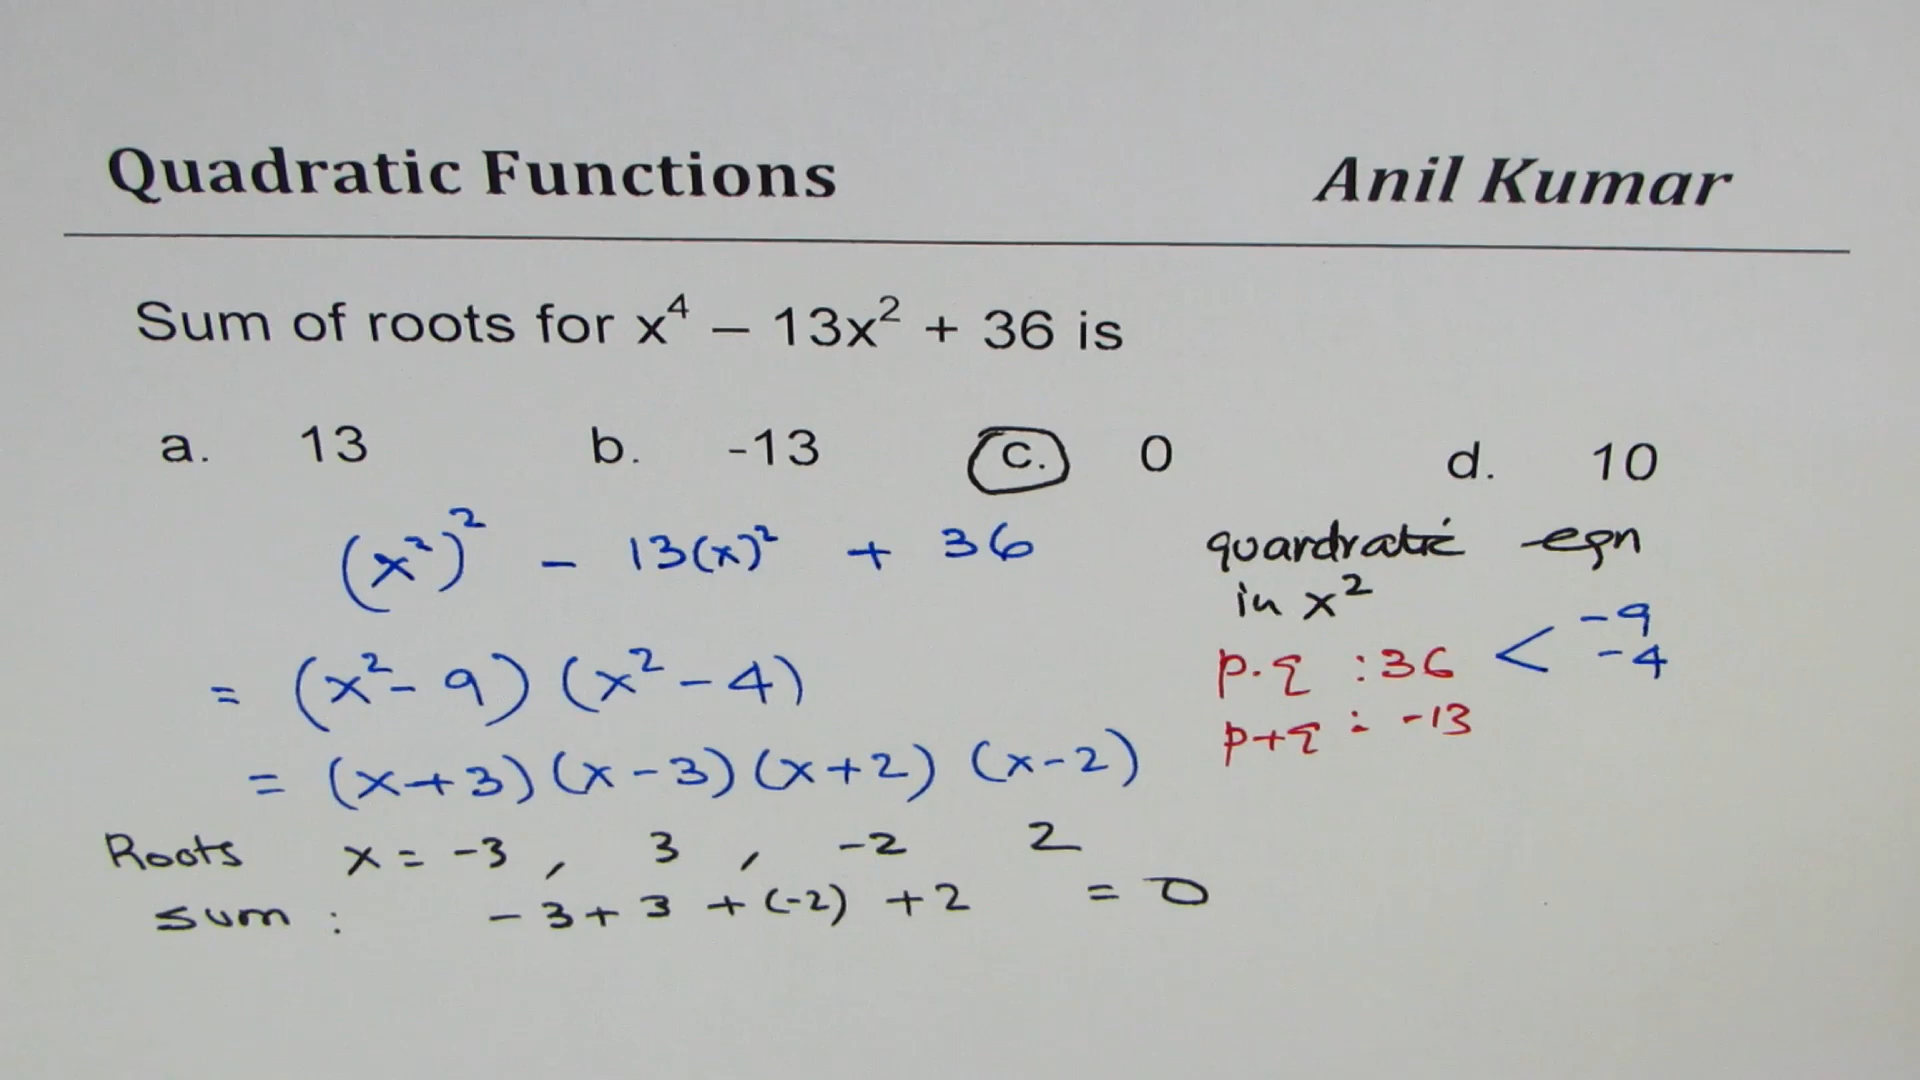 Quadratic Functions Anil Kumar
Sum of roots for x⁴ – 13x² + 36 is
a. 13 b. -13 c. 0 d. 10
(x²)² - 13(x)² + 36
quardratic eqn
in x²
= (x² - 9) (x² - 4)
p.q : 36 < -9
-4
p+q : -13
= (x+3) (x-3) (x+2) (x-2)
Roots x = -3 , 3 , -2 2
sum : -3+3 + (-2) +2 = 0